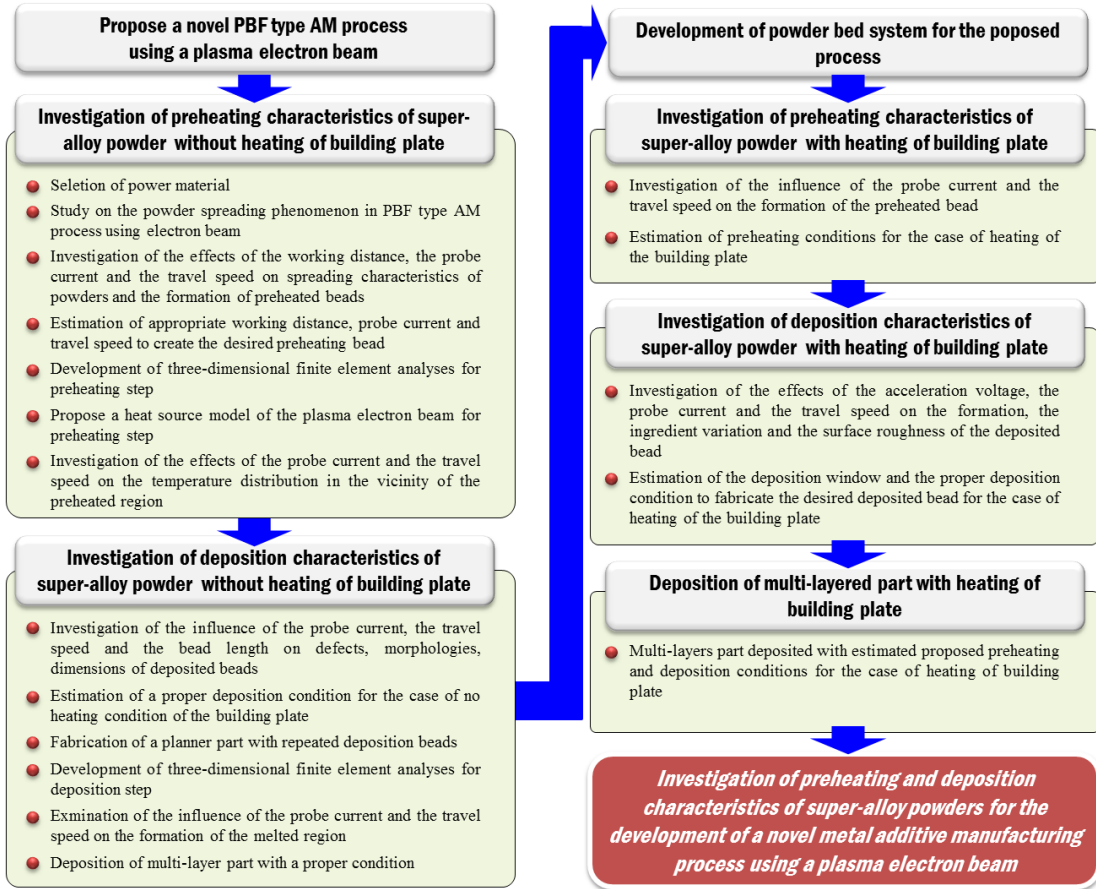 Propose a novel PBF type AM process
using a plasma electron beam
Investigation of preheating characteristics of super-
alloy powder without heating of building plate
Seletion of power material
Study on the powder spreading phenomenon in PBF type AM
process using electron beam
Investigation of the effects of the working distance, the probe
current and the travel speed on spreading characteristics of
powders and the formation of preheated beads
Estimation of appropriate working distance, probe current and
travel speed to create the desired preheating bead
Development of three-dimensional finite element analyses for
preheating step
Propose a heat source model of the plasma electron beam for
preheating step
Investigation of the effects of the probe current and the travel
speed on the temperature distribution in the vicinity of the
preheated region
Investigation of deposition characteristics of
super-alloy powder without heating of building plate
Investigation of the influence of the probe current, the travel
speed and the bead length on defects, morphologies,
dimensions of deposited beads
Estimation of a proper deposition condition for the case of no
heating condition of the building plate
Fabrication of a planner part with repeated deposition beads
Development of three-dimensional finite element analyses for
deposition step
Exmination of the influence of the probe current and the travel
speed on the formation of the melted region
Deposition of multi-layer part with a proper condition
Development of powder bed system for the poposed
process
Investigation of preheating characteristics of
super-alloy powder with heating of building plate
Investigation of the influence of the probe current and the
travel speed on the formation of the preheated bead
Estimation of preheating conditions for the case of heating of
the building plate
Investigation of deposition characteristics of
super-alloy powder with heating of building plate
Investigation of the effects of the acceleration voltage, the
probe current and the travel speed on the formation, the
ingredient variation and the surface roughness of the deposited
bead
Estimation of the deposition window and the proper deposition
condition to fabricate the desired deposited bead for the case of
heating of the building plate
Deposition of multi-layered part with heating of
building plate
Multi-layers part deposited with estimated proposed preheating
and deposition conditions for the case of heating of building
plate
Investigation of preheating and deposition
characteristics of super-alloy powders for the
development of a novel metal additive manufacturing
process using a plasma electron beam